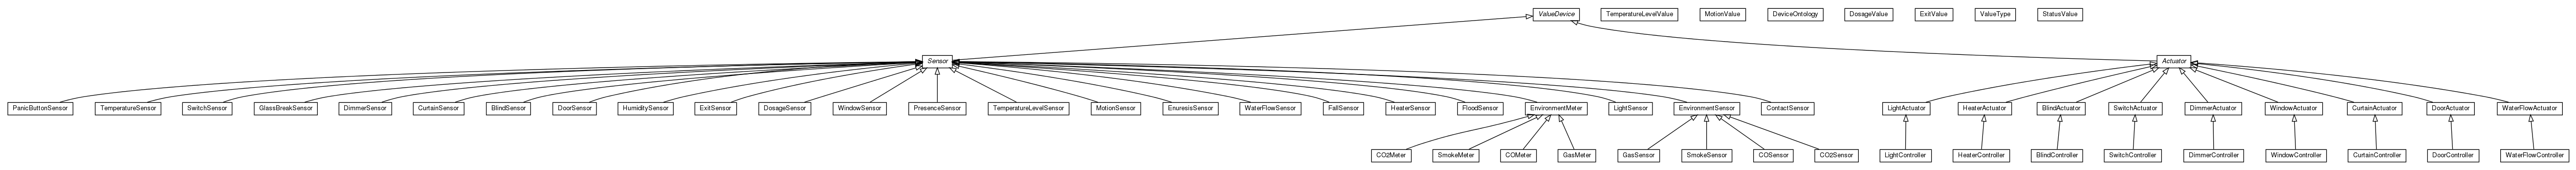 ValueDevice TemperatureLevelValue MotionValue DeviceOntology DosageValue ExitValue ValueType StatusValue
Sensor Actuator
PanicButtonSensor TemperatureSensor SwitchSensor GlassBreakSensor DimmerSensor CurtainSensor BlindSensor DoorSensor HumiditySensor ExitSensor DosageSensor WindowSensor PresenceSensor TemperatureLevelSensor MotionSensor EnuresisSensor WaterFlowSensor FallSensor HeaterSensor FloodSensor EnvironmentMeter LightSensor EnvironmentSensor ContactSensor LightActuator HeaterActuator BlindActuator SwitchActuator DimmerActuator WindowActuator CurtainActuator DoorActuator WaterFlowActuator
CO2Meter SmokeMeter COMeter GasMeter GasSensor SmokeSensor COSensor CO2Sensor LightController HeaterController BlindController SwitchController DimmerController WindowController CurtainController DoorController WaterFlowController